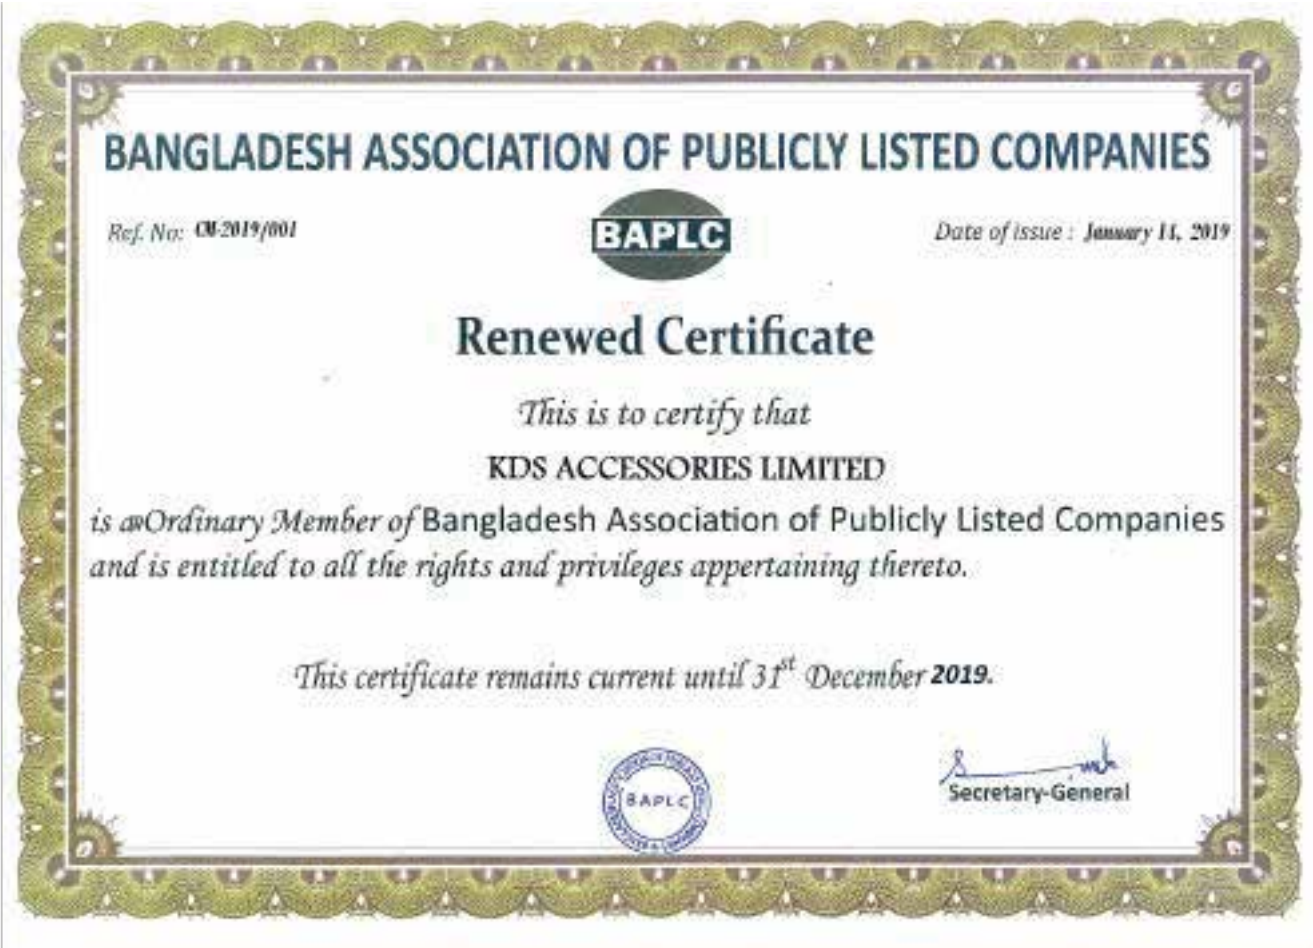 BANGLADESH ASSOCIATION OF PUBLICLY LISTED COMPANIES
Ref. No: CM-2019/001
BAPLC
Date of issue : January 11, 2019
Renewed Certificate
This is to certify that
KDS ACCESSORIES LIMITED
is an Ordinary Member of Bangladesh Association of Publicly Listed Companies
and is entitled to all the rights and privileges appertaining thereto.
This certificate remains current until 31st December 2019.
BAPLC
Secretary-General